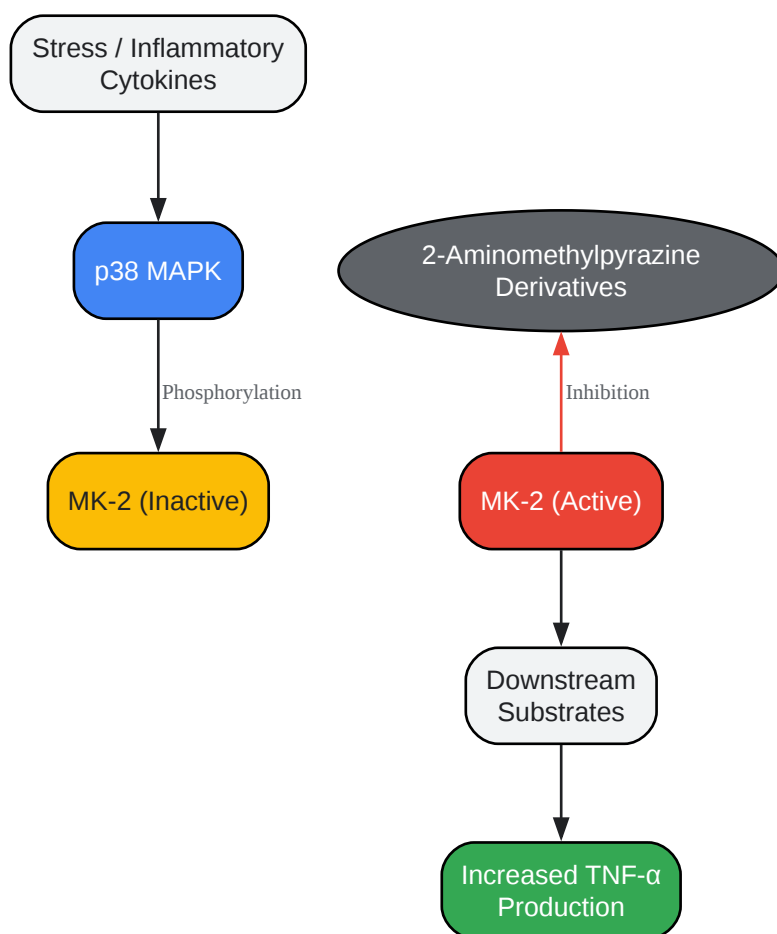 Stress / Inflammatory
Cytokines
p38 MAPK
2-Aminomethylpyrazine
Derivatives
Phosphorylation
Inhibition
MK-2 (Inactive)
MK-2 (Active)
Downstream
Substrates
Increased TNF-α
Production